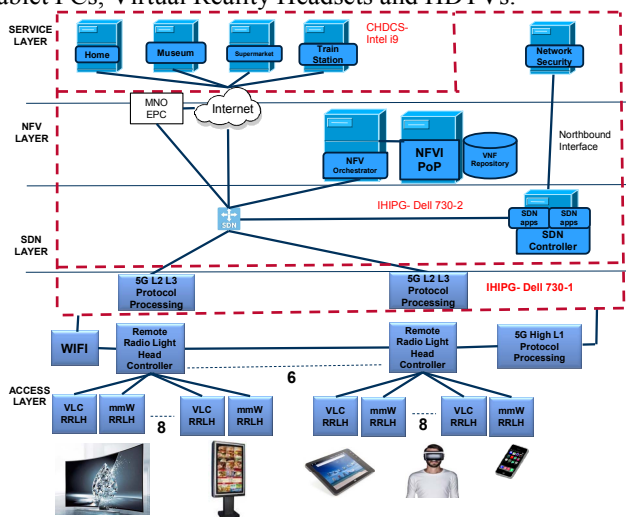 ablet PCs, Virtual Reality Headsets and HDTVs.
SERVICE
LAYER
CHDCS-
Intel i9
Home
Museum
Supermarket
Train
Station
Network
Security
MNO
EPC
Internet
NFV
LAYER
NFV
Orchestrator
NFVI
PoP
VNF
Repository
Northbound
Interface
IHIPG- Dell 730-2
SDN
SDN
apps
SDN
apps
SDN
Controller
SDN
LAYER
5G L2 L3
Protocol
Processing
5G L2 L3
Protocol
Processing
IHIPG- Dell 730-1
WIFI
Remote
Radio Light
Head
Controller
6
Remote
Radio Light
Head
Controller
5G High L1
Protocol
Processing
ACCESS
LAYER
VLC
RRLH
mmW
RRLH
8
VLC
RRLH
mmW
RRLH
VLC
RRLH
mmW
RRLH
8
VLC
RRLH
mmW
RRLH